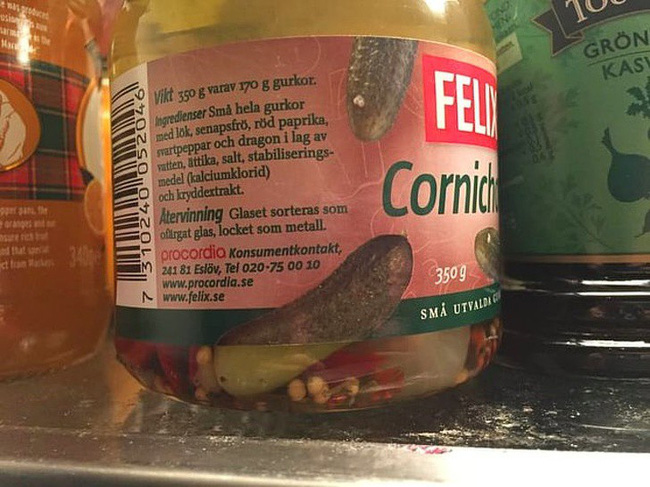 Vikt 350 g varav 170 g gurkor.
Ingredienser Små hela gurkor
med lök, senapsfrö, röd paprika,
svartpeppar och dragon i lag av
vatten, ättika, salt, stabiliserings-
medel (kalciumklorid)
och kryddextrakt.
Återvinning Glaset sorteras som
ofärgat glas, locket som metall.
procordia Konsumentkontakt,
241 81 Eslöv, Tel 020-75 00 10
www.procordia.se
www.felix.se
7 310240 052046
FELIX
Cornich
350 g
SMÅ UTVALDA
100
GRÖN
KAS
340